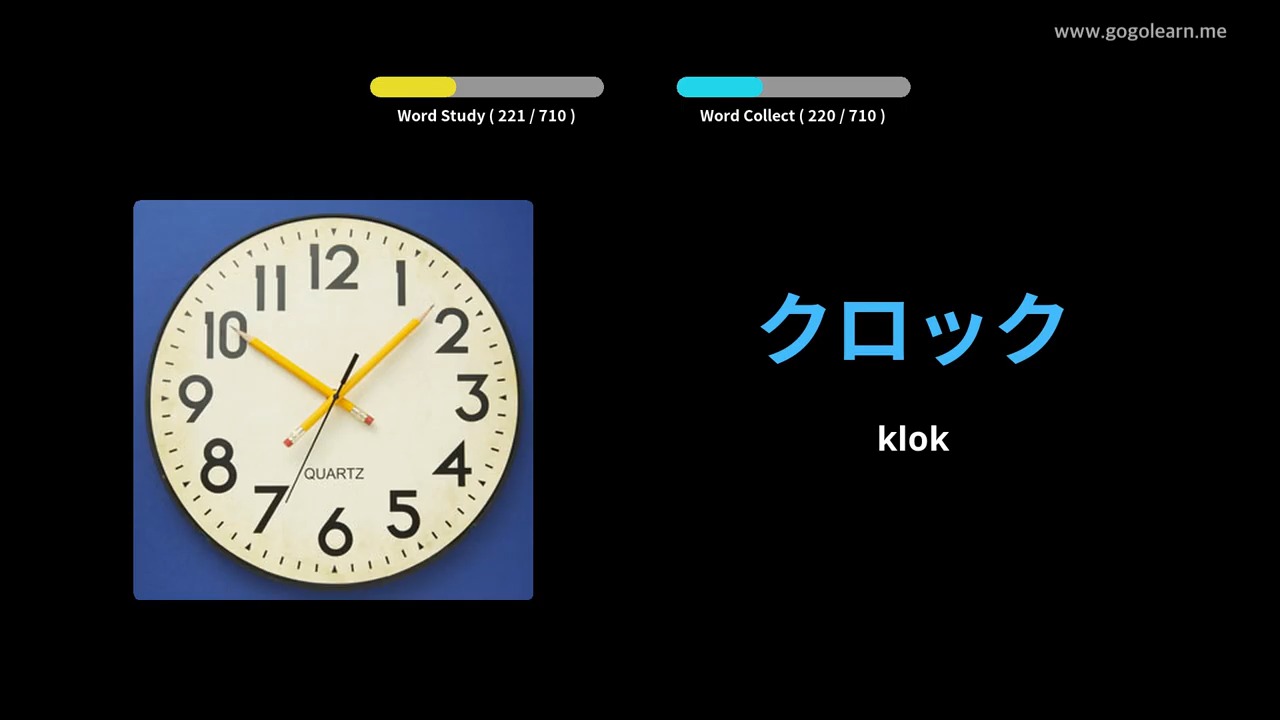 www.gogolearn.me
Word Study ( 221 / 710 )
Word Collect ( 220 / 710 )
12
11
1
10
2
9
3
8
4
QUARTZ
7
5
6
クロック
klok